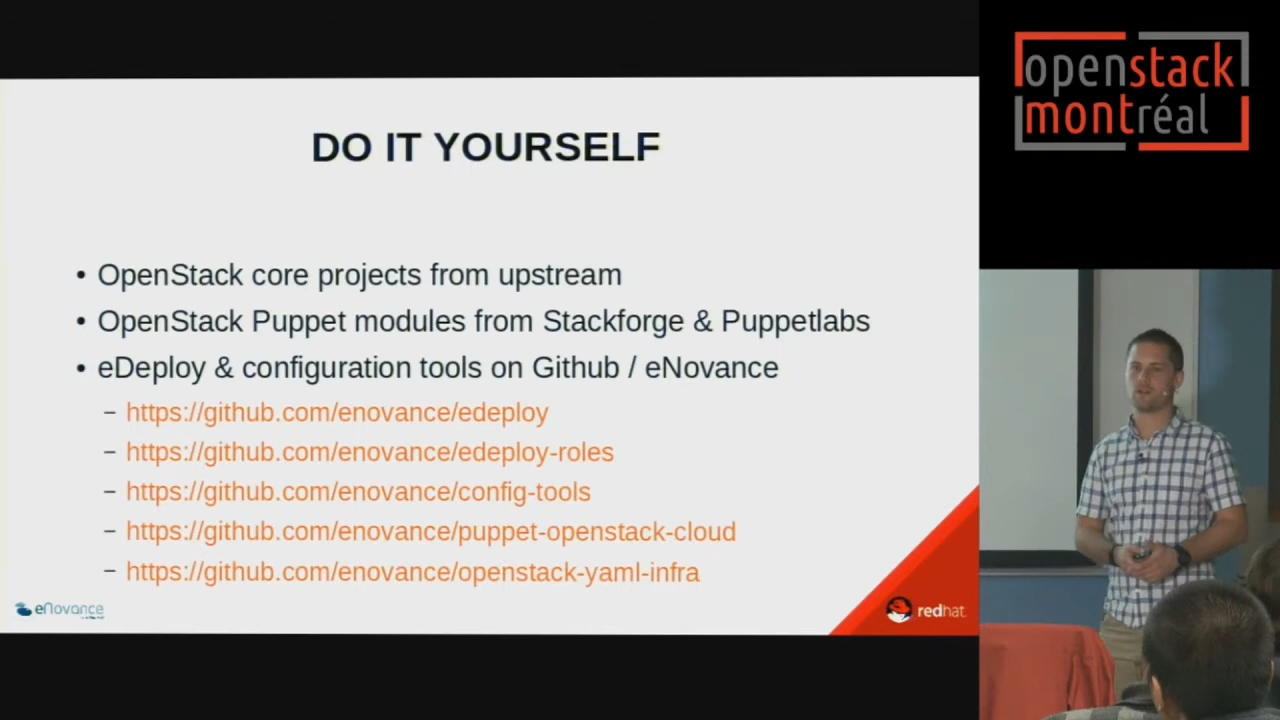 DO IT YOURSELF
• OpenStack core projects from upstream
• OpenStack Puppet modules from Stackforge & Puppetlabs
• eDeploy & configuration tools on Github / eNovance
– https://github.com/enovance/edeploy
– https://github.com/enovance/edeploy-roles
– https://github.com/enovance/config-tools
– https://github.com/enovance/puppet-openstack-cloud
– https://github.com/enovance/openstack-yaml-infra
eNovance
redhat
openstack
montréal